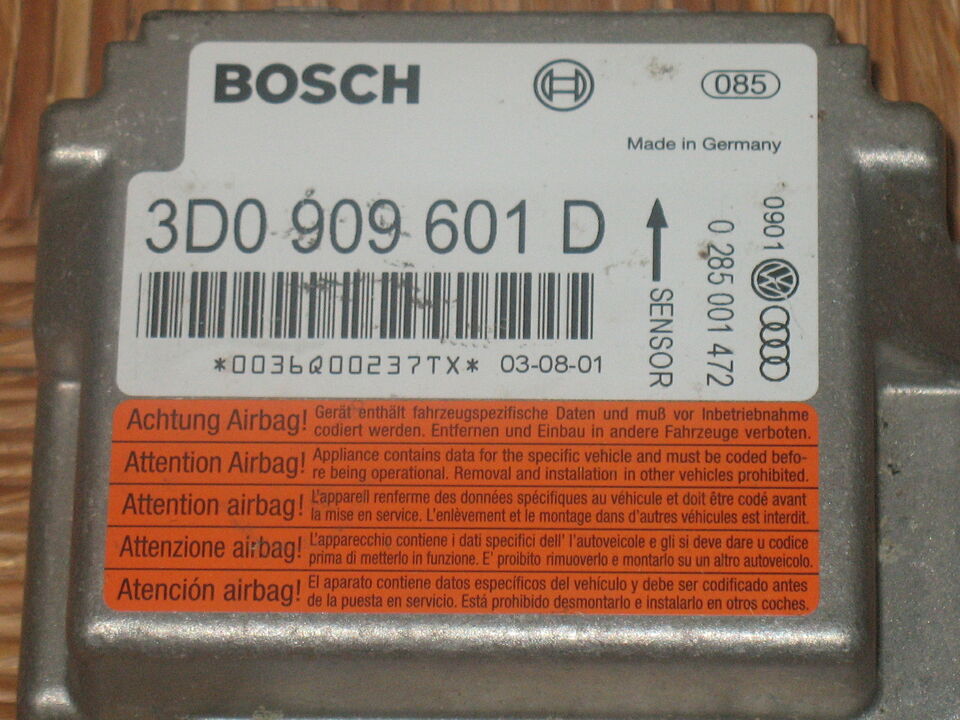 BOSCH
085
Made in Germany
3D0 909 601 D
*0036Q00237TX* 03-08-01
SENSOR
0 285 001 472
0901
Achtung Airbag! Gerät enthält fahrzeugspezifische Daten und muß vor Inbetriebnahme
codiert werden. Entfernen und Einbau in andere Fahrzeuge verboten.
Attention Airbag! Appliance contains data for the specific vehicle and must be coded befo-
re being operational. Removal and installation in other vehicles prohibited.
Attention airbag! L'appareil renferme des données spécifiques au véhicule et doit être codé avant
la mise en service. L'enlèvement et le montage dans d'autres véhicules est interdit.
Attenzione airbag! L'apparecchio contiene i dati specifici dell' l'autoveicole e gli si deve dare u codice
prima di metterlo in funzione. E' proibito rimuoverlo e montarlo su un altro autoveicolo.
Atención airbag! El aparato contiene datos específicos del vehículo y debe ser codificado antes
de la puesta en servicio. Está prohibido desmontarlo e instalarlo en otros coches.